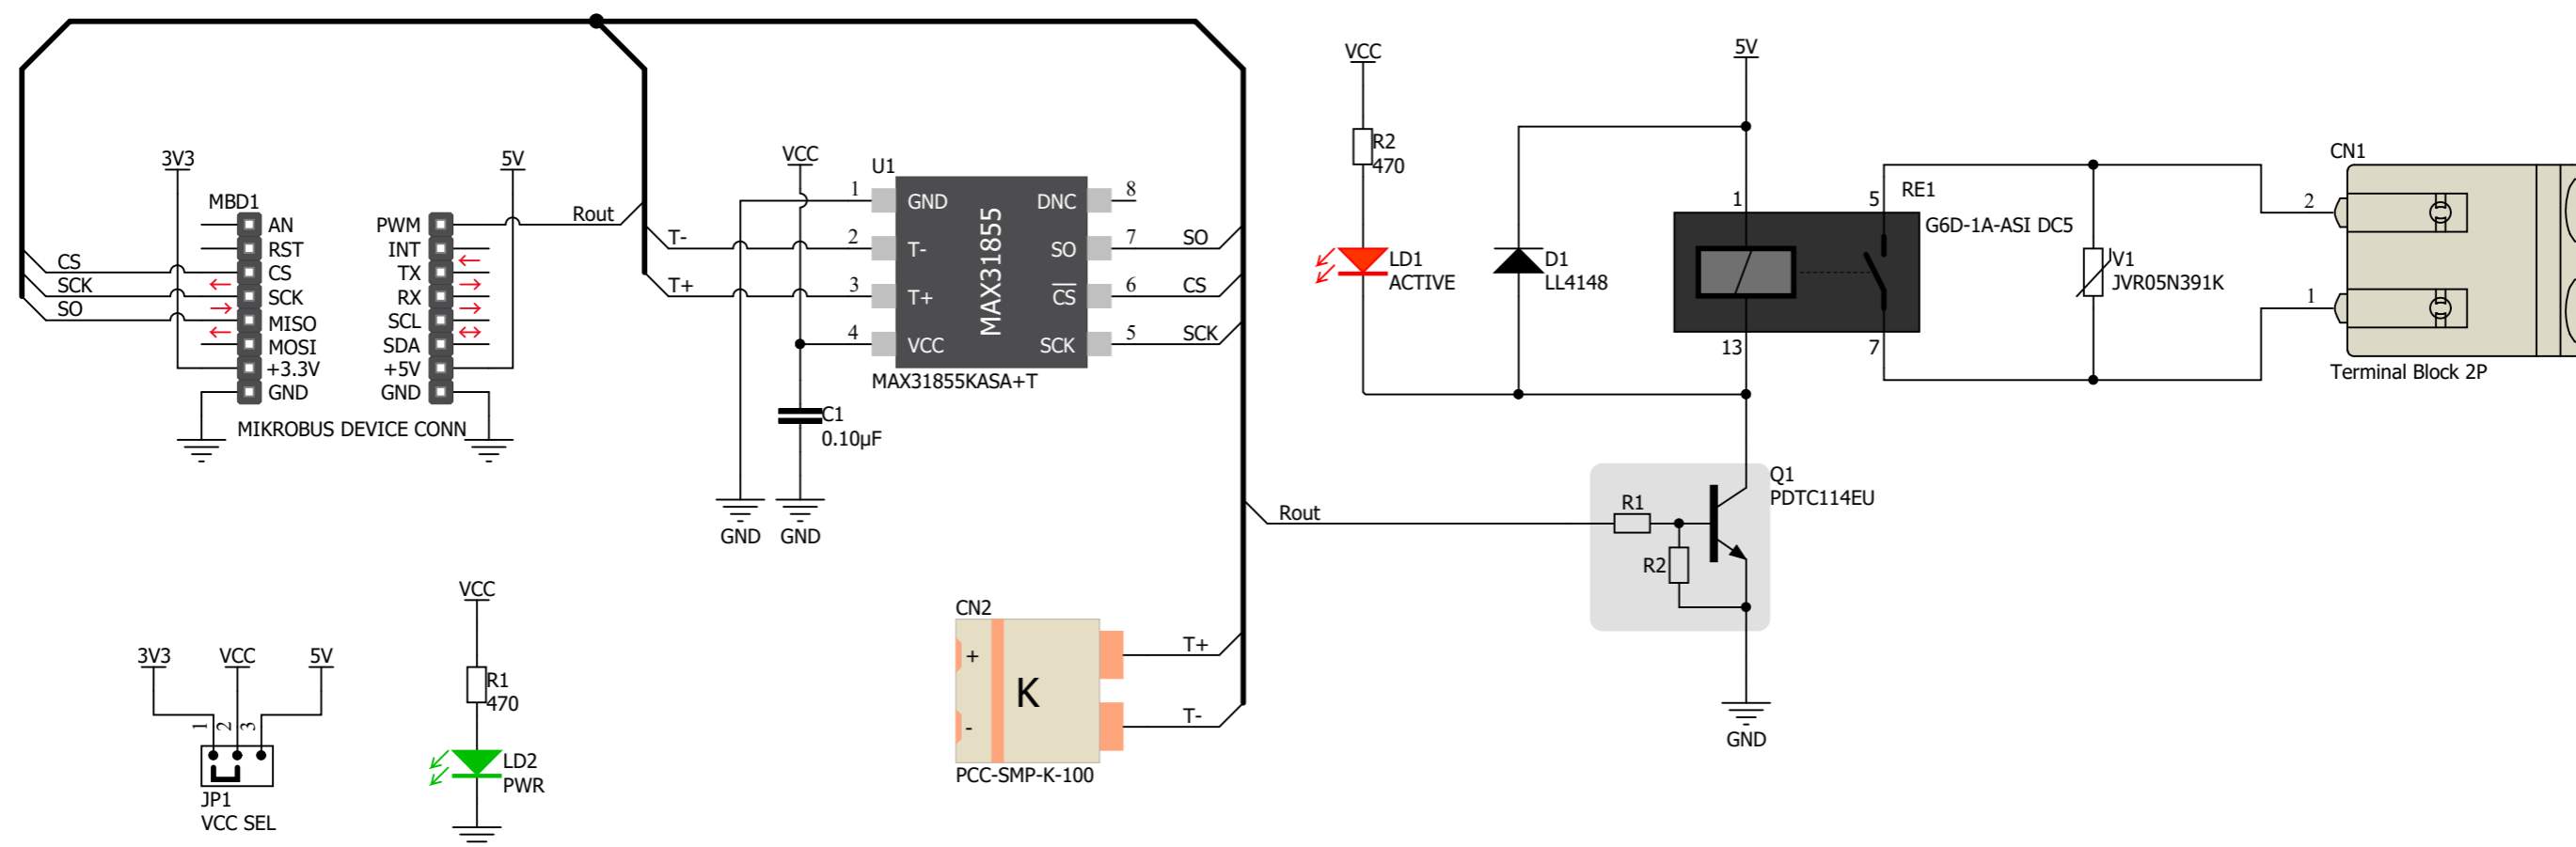 3V3
MBD1
AN
RST
CS
SCK
MISO
MOSI
+3.3V
GND
CS
SCK
SO
5V
PWM
INT
TX
RX
SCL
SDA
+5V
GND
MIKROBUS DEVICE CONN
Rout
T-
T+
VCC
U1
1
2
3
4
GND
T-
T+
VCC
MAX31855
DNC
SO
CS
SCK
8
7
6
5
SO
CS
SCK
MAX31855KASA+T
C1
0.10µF
GND
GND
VCC
R2
470
LD1
ACTIVE
D1
LL4148
5V
1
5
13
7
RE1
G6D-1A-ASI DC5
V1
JVR05N391K
CN1
2
1
Terminal Block 2P
Rout
Q1
PDTC114EU
R1
R2
GND
3V3
VCC
5V
1
2
3
JP1
VCC SEL
VCC
R1
470
LD2
PWR
CN2
+
-
K
T+
T-
PCC-SMP-K-100